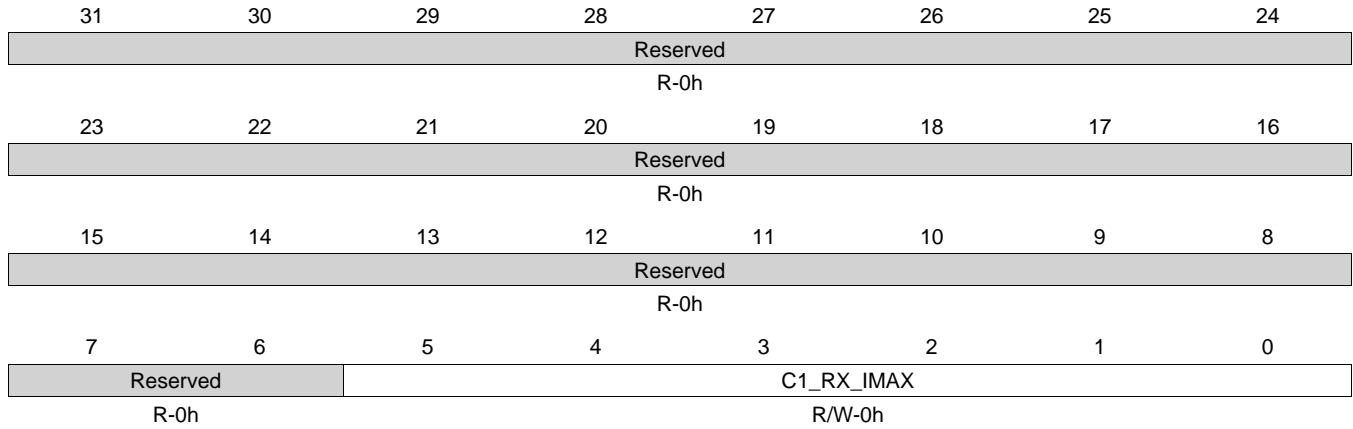 31 30 29 28 27 26 25 24
Reserved
R-0h
23 22 21 20 19 18 17 16
Reserved
R-0h
15 14 13 12 11 10 9 8
Reserved
R-0h
7 6 5 4 3 2 1 0
Reserved C1_RX_IMAX
R-0h R/W-0h